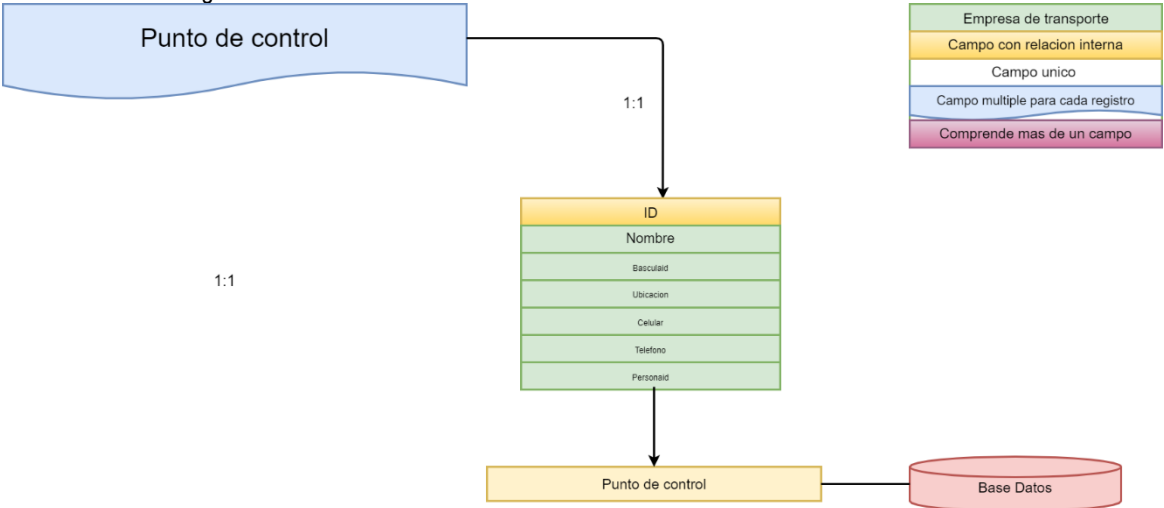 Punto de control
Empresa de transporte
Campo con relacion interna
Campo unico
Campo multiple para cada registro
Comprende mas de un campo
1:1
ID
Nombre
Basculaid
Ubicacion
Celular
Telefono
Personaid
1:1
Punto de control
Base Datos